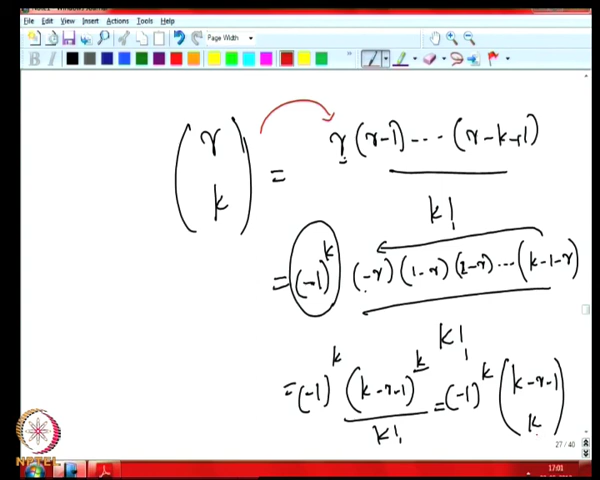 File Edit View Insert Actions Tools Help
Page Width
B I
(r k) = r(r-1)...(r-k+1) / k!
= (-1)^k (-r)(1-r)(2-r)...(k-1-r) / k!
= (-1)^k (k-r-1)^k / k! = (-1)^k (k-r-1 k)
27 / 40
NPTEL
17:01